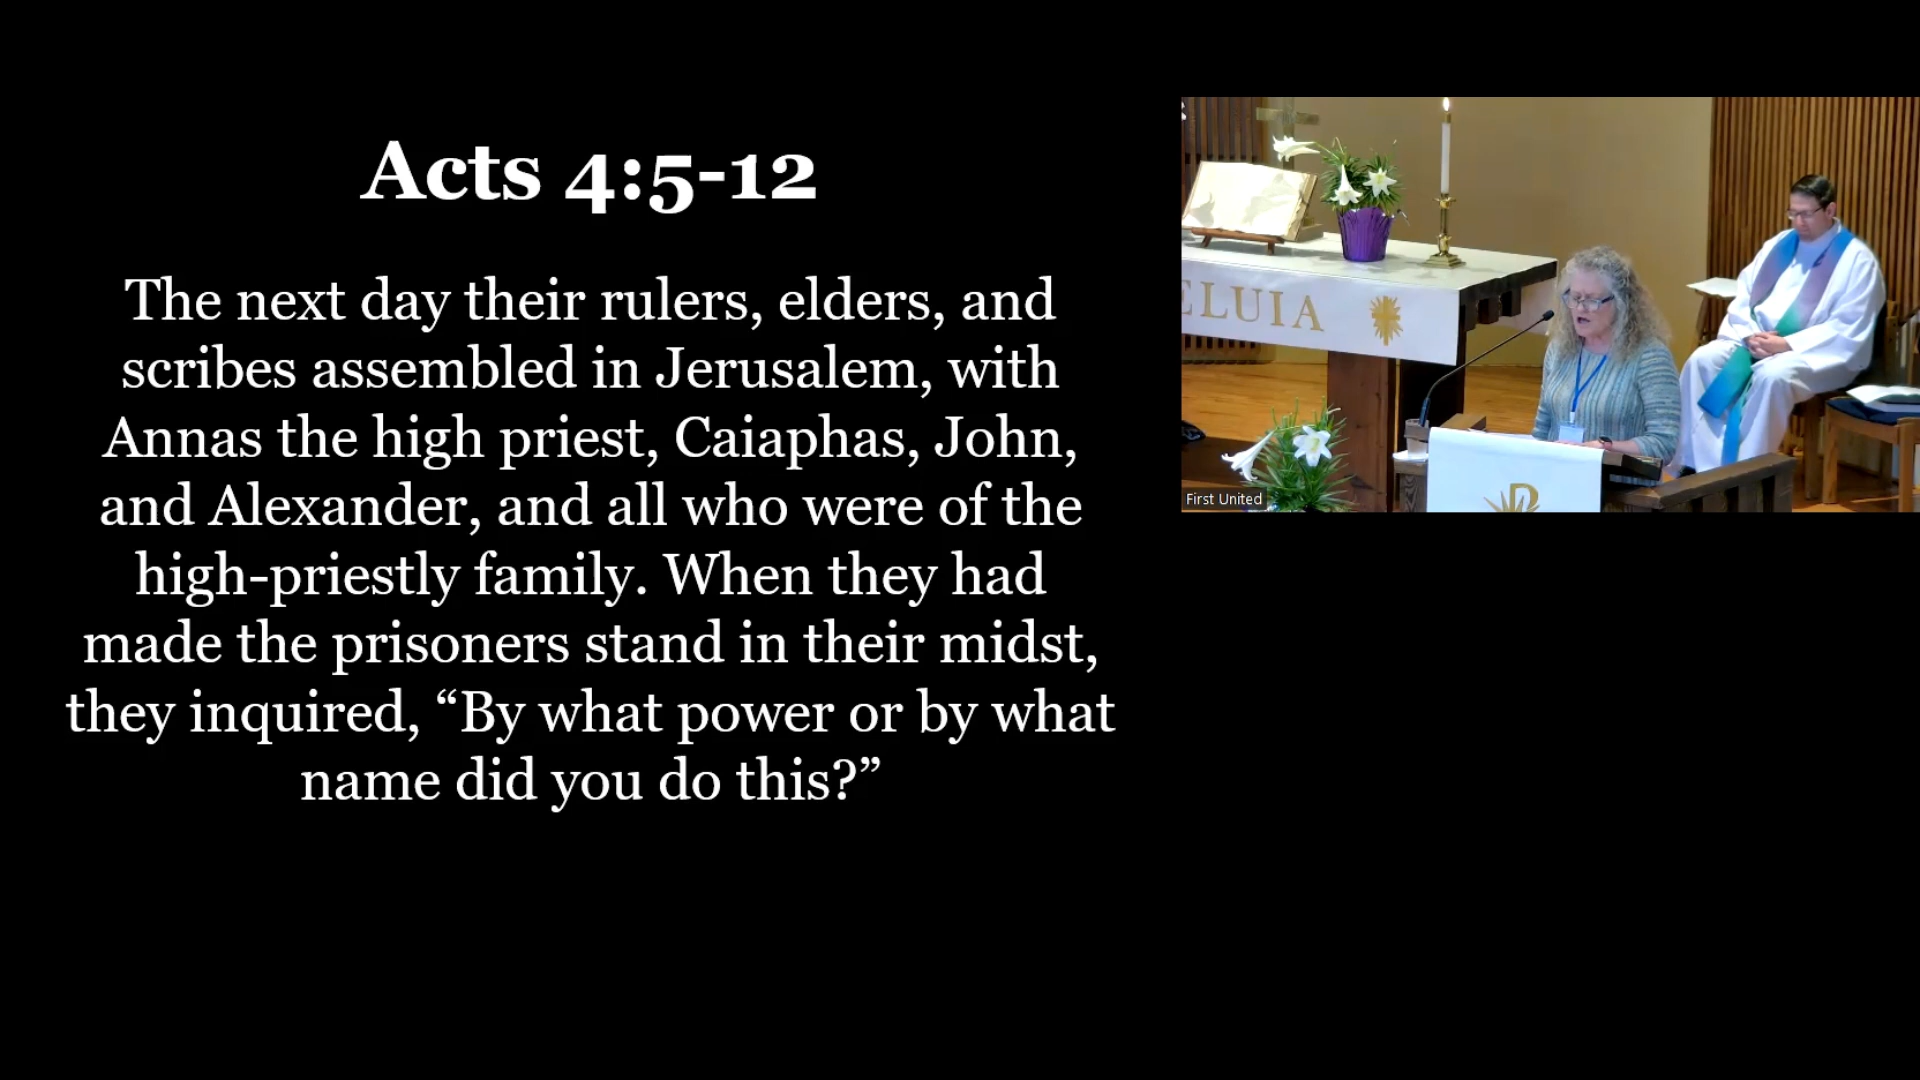 Acts 4:5-12
The next day their rulers, elders, and
scribes assembled in Jerusalem, with
Annas the high priest, Caiaphas, John,
and Alexander, and all who were of the
high-priestly family. When they had
made the prisoners stand in their midst,
they inquired, “By what power or by what
name did you do this?”
ELUIA
First United